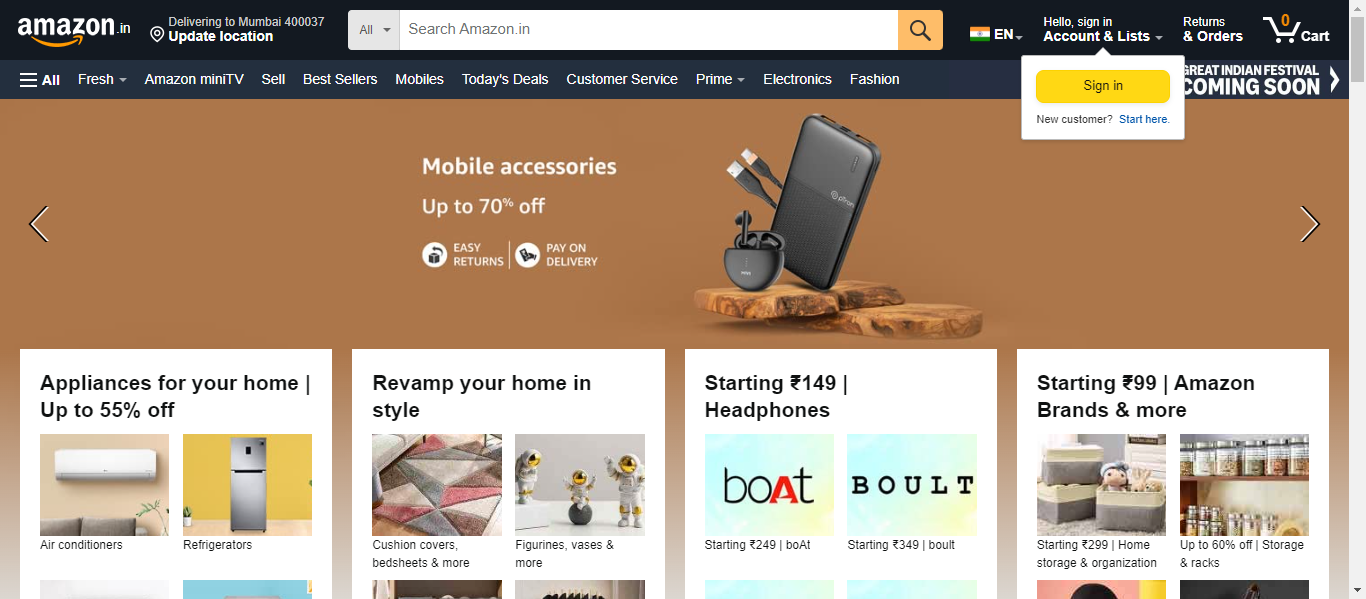 amazon.in
Delivering to Mumbai 400037
Update location
All
Search Amazon.in
EN
Hello, sign in
Account & Lists
Returns
& Orders
0
Cart
All
Fresh
Amazon miniTV
Sell
Best Sellers
Mobiles
Today's Deals
Customer Service
Prime
Electronics
Fashion
GREAT INDIAN FESTIVAL
COMING SOON
Sign in
New customer? Start here.
Mobile accessories
Up to 70% off
EASY
RETURNS
PAY ON
DELIVERY
pTron
Appliances for your home |
Up to 55% off
Air conditioners
Refrigerators
Revamp your home in
style
Cushion covers,
bedsheets & more
Figurines, vases &
more
Starting ₹149 |
Headphones
boAt
BOULT
Starting ₹249 | boAt
Starting ₹349 | boult
Starting ₹99 | Amazon
Brands & more
Starting ₹299 | Home
storage & organization
Up to 60% off | Storage
& racks